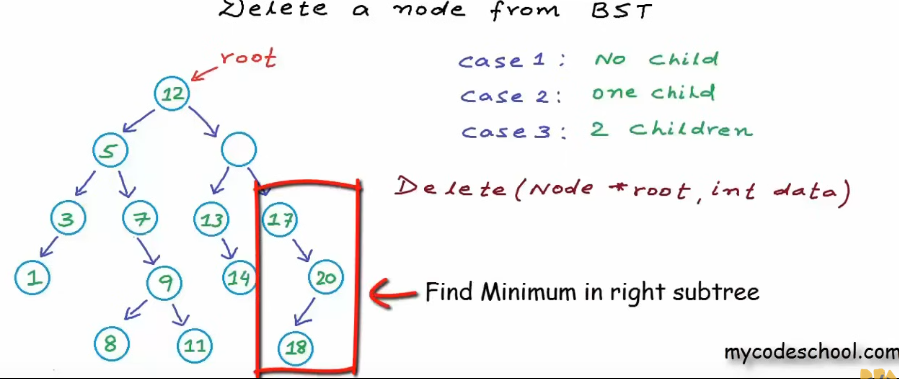 Delete a node from BST
root
case 1: No child
12
case 2: one child
case 3: 2 children
5
Delete(Node *root, int data)
3 7 13 17
1 9 14 20
Find Minimum in right subtree
8 11 18
mycodeschool.com